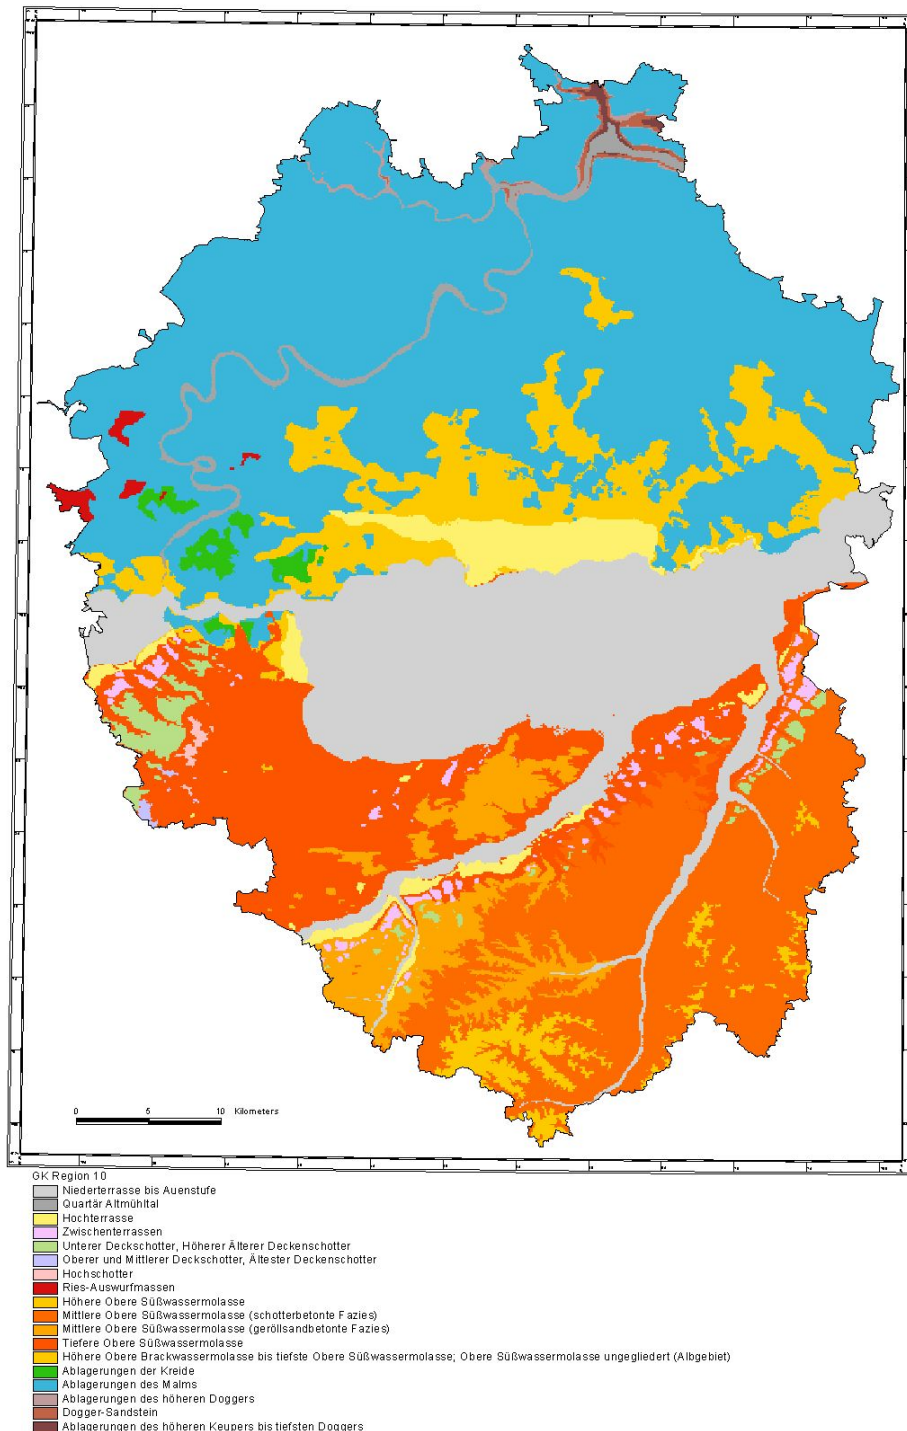 0 5 10 Kilometers
GK Region 10
Niederterrasse bis Auenstufe
Quartär Altmühltal
Hochterrasse
Zwischenterrassen
Unterer Deckschotter, Höherer Älterer Deckenschotter
Oberer und Mittlerer Deckschotter, Ältester Deckenschotter
Hochschotter
Ries-Auswurfmassen
Höhere Obere Süßwassermolasse
Mittlere Obere Süßwassermolasse (schotterbetonte Fazies)
Mittlere Obere Süßwassermolasse (geröllsandbetonte Fazies)
Tiefere Obere Süßwassermolasse
Höhere Obere Brackwassermolasse bis tiefste Obere Süßwassermolasse; Obere Süßwassermolasse ungegliedert (Albgebiet)
Ablagerungen der Kreide
Ablagerungen des Malms
Ablagerungen des höheren Doggers
Dogger-Sandstein
Ablagerungen des höheren Keupers bis tiefsten Doggers